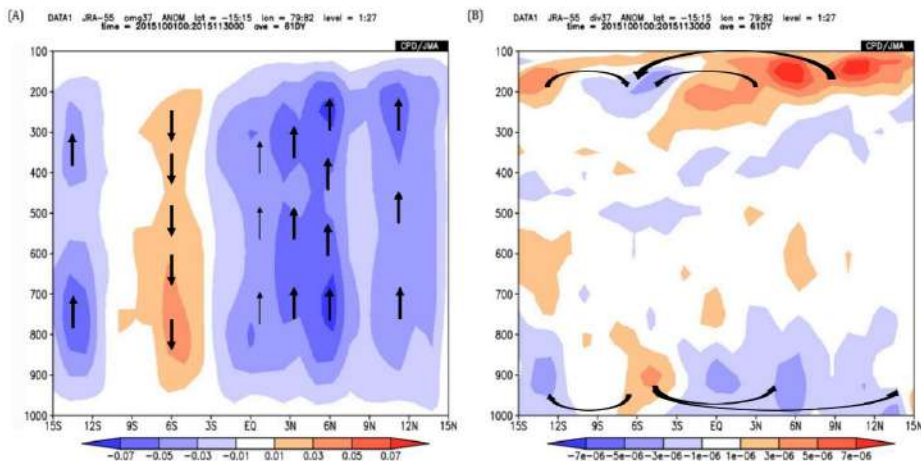 (A) DATA1 JRA-55 omg37 ANOM lat = -15:15 lon = 79:82 level = 1:27
time = 2015100100:2015113000 ave = 61DY
CPD/JMA
100
200
300
400
500
600
700
800
900
1000
15S 12S 9S 6S 3S EQ 3N 6N 9N 12N 15N
-0.07 -0.05 -0.03 -0.01 0.01 0.03 0.05 0.07
(B) DATA1 JRA-55 div37 ANOM lat = -15:15 lon = 79:82 level = 1:27
time = 2015100100:2015113000 ave = 61DY
CPD/JMA
100
200
300
400
500
600
700
800
900
1000
15S 12S 9S 6S 3S EQ 3N 6N 9N 12N 15N
-7e-06 -5e-06 -3e-06 -1e-06 1e-06 3e-06 5e-06 7e-06